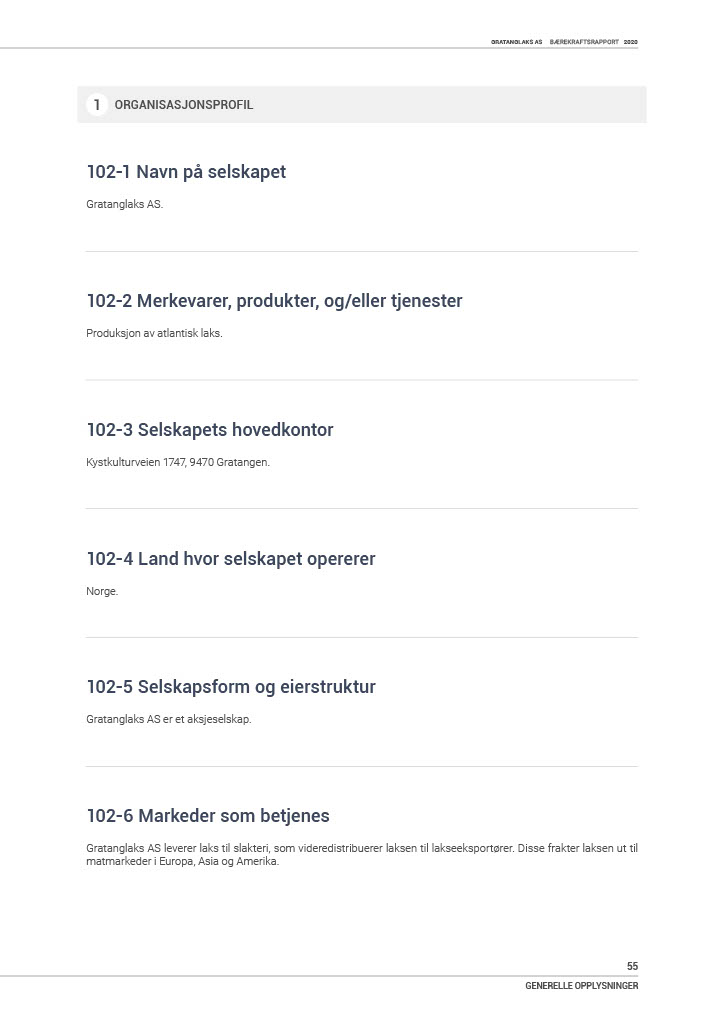 GRATANGLAKS AS BÆREKRAFTSRAPPORT 2020
1 ORGANISASJONSPROFIL
102-1 Navn på selskapet
Gratanglaks AS.
102-2 Merkevarer, produkter, og/eller tjenester
Produksjon av atlantisk laks.
102-3 Selskapets hovedkontor
Kystkulturveien 1747, 9470 Gratangen.
102-4 Land hvor selskapet opererer
Norge.
102-5 Selskapsform og eierstruktur
Gratanglaks AS er et aksjeselskap.
102-6 Markeder som betjenes
Gratanglaks AS leverer laks til slakteri, som videredistribuerer laksen til lakseeksportører. Disse frakter laksen ut til
matmarkeder i Europa, Asia og Amerika.
55
GENERELLE OPPLYSNINGER